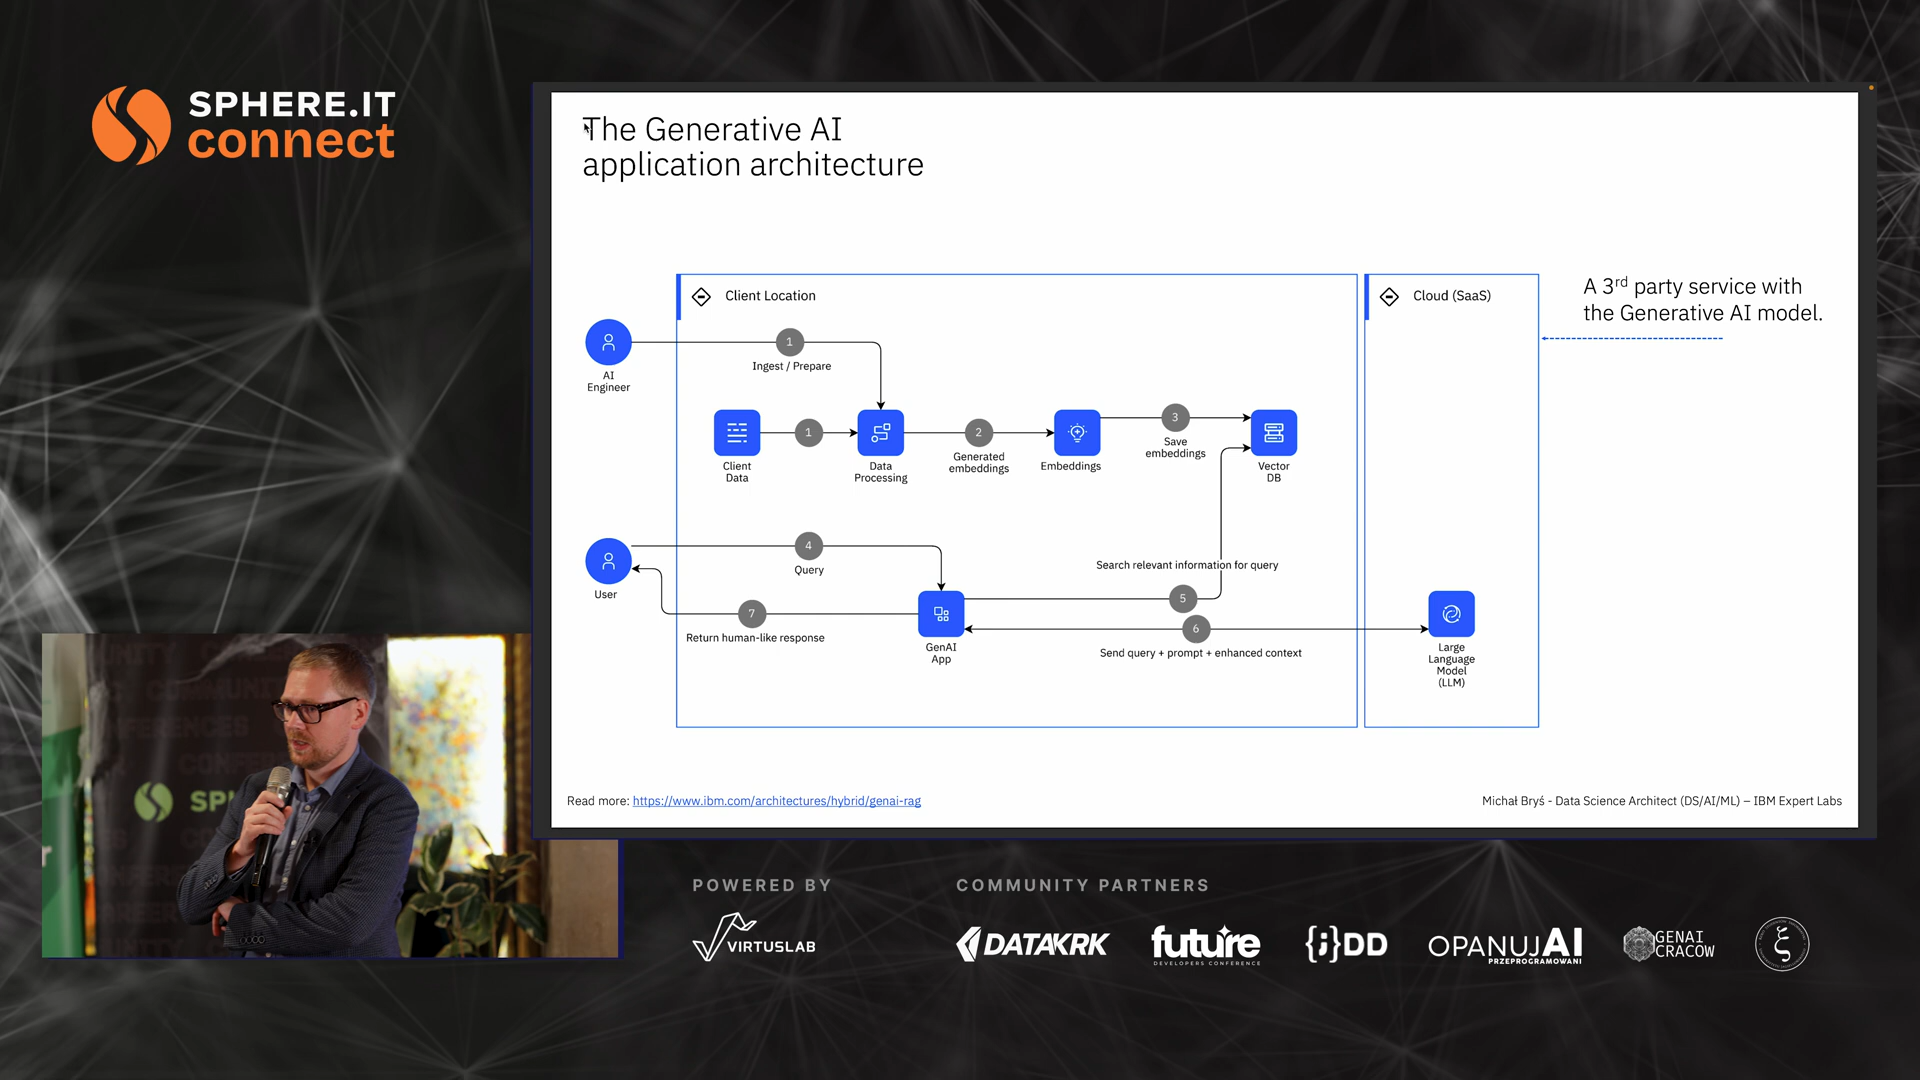 SPHERE.IT
connect
The Generative AI
application architecture
Client Location
Cloud (SaaS)
A 3rd party service with
the Generative AI model.
1
Ingest / Prepare
AI
Engineer
1
2
3
Generated
embeddings
Save
embeddings
Client
Data
Data
Processing
Embeddings
Vector
DB
4
Query
User
Search relevant information for query
5
7
6
Return human-like response
Send query + prompt + enhanced context
GenAI
App
Large
Language
Model
(LLM)
Read more: https://www.ibm.com/architectures/hybrid/genai-rag
Michał Bryś - Data Science Architect (DS/AI/ML) – IBM Expert Labs
SP
POWERED BY
COMMUNITY PARTNERS
VIRTUSLAB
DATAKRK
future
DEVELOPERS CONFERENCE
{;}DD
OPANUJAI
PRZEPROGRAMOWANI
GENAI
CRACOW